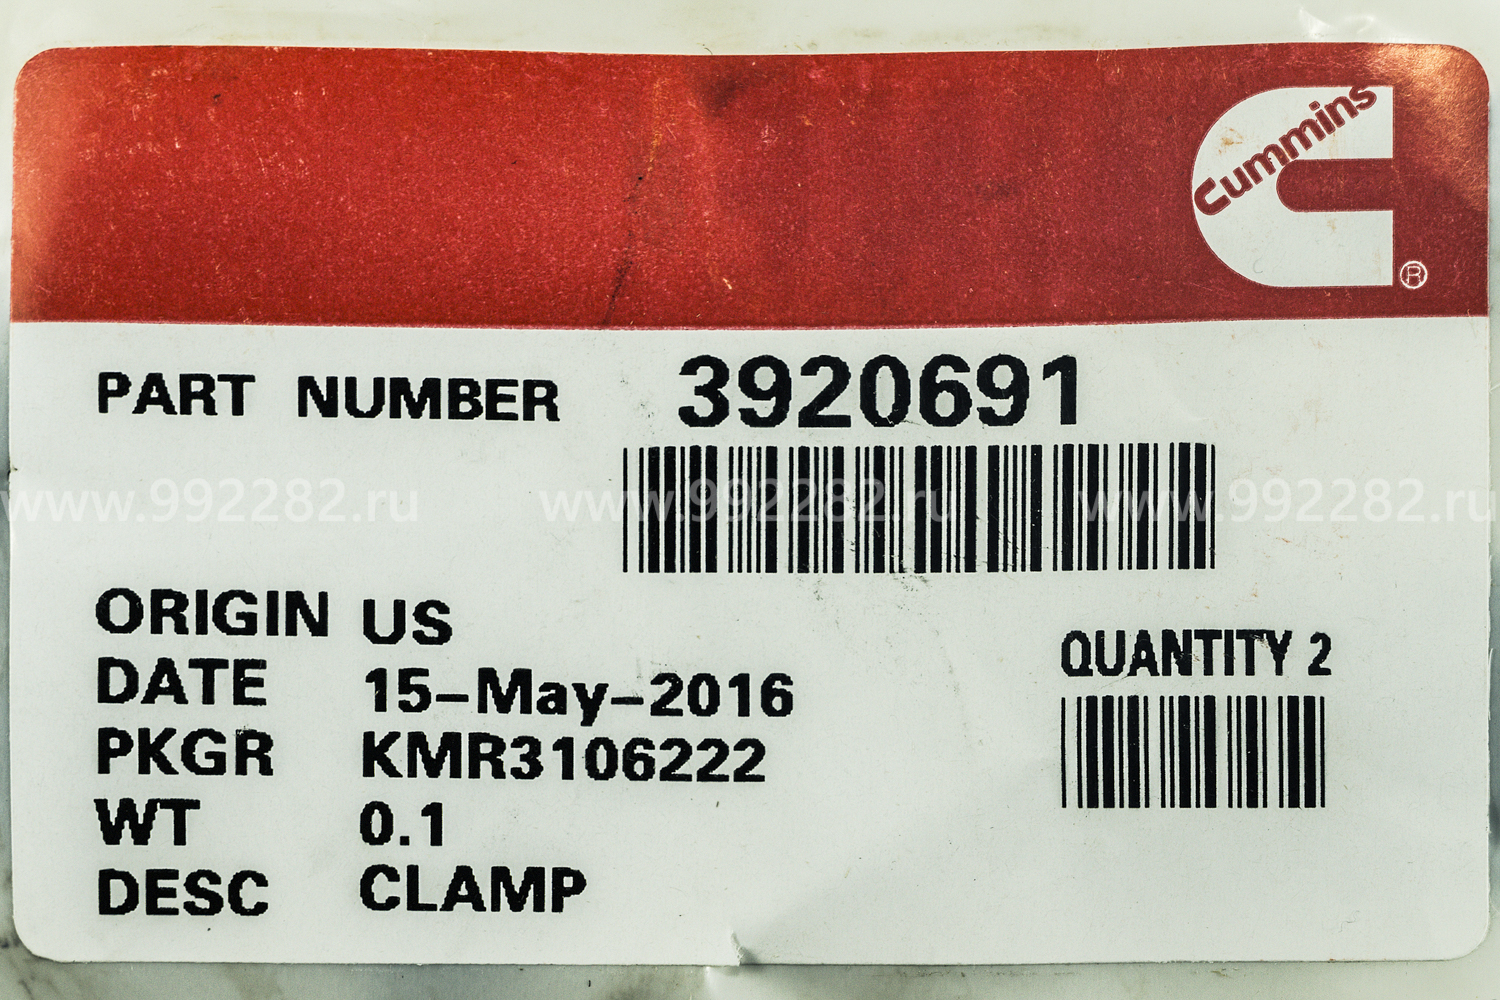 Cummins
®
PART NUMBER 3920691
www.992282.ru www.992282.ru www.992282.ru
ORIGIN US
QUANTITY 2
DATE 15-May-2016
PKGR KMR3106222
WT 0.1
DESC CLAMP